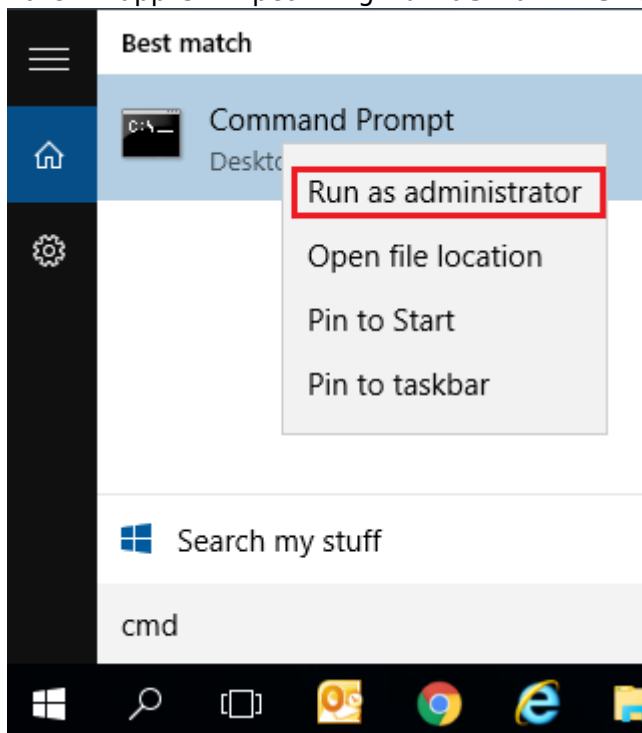 Best match
Command Prompt
Desktc
Run as administrator
Open file location
Pin to Start
Pin to taskbar
Search my stuff
cmd